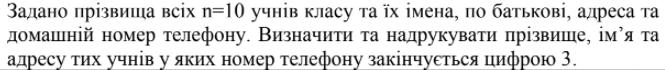 Задано прізвища всіх n=10 учнів класу та їх імена, по батькові, адреса та
домашній номер телефону. Визначити та надрукувати прізвище, ім’я та
адресу тих учнів у яких номер телефону закінчується цифрою 3.